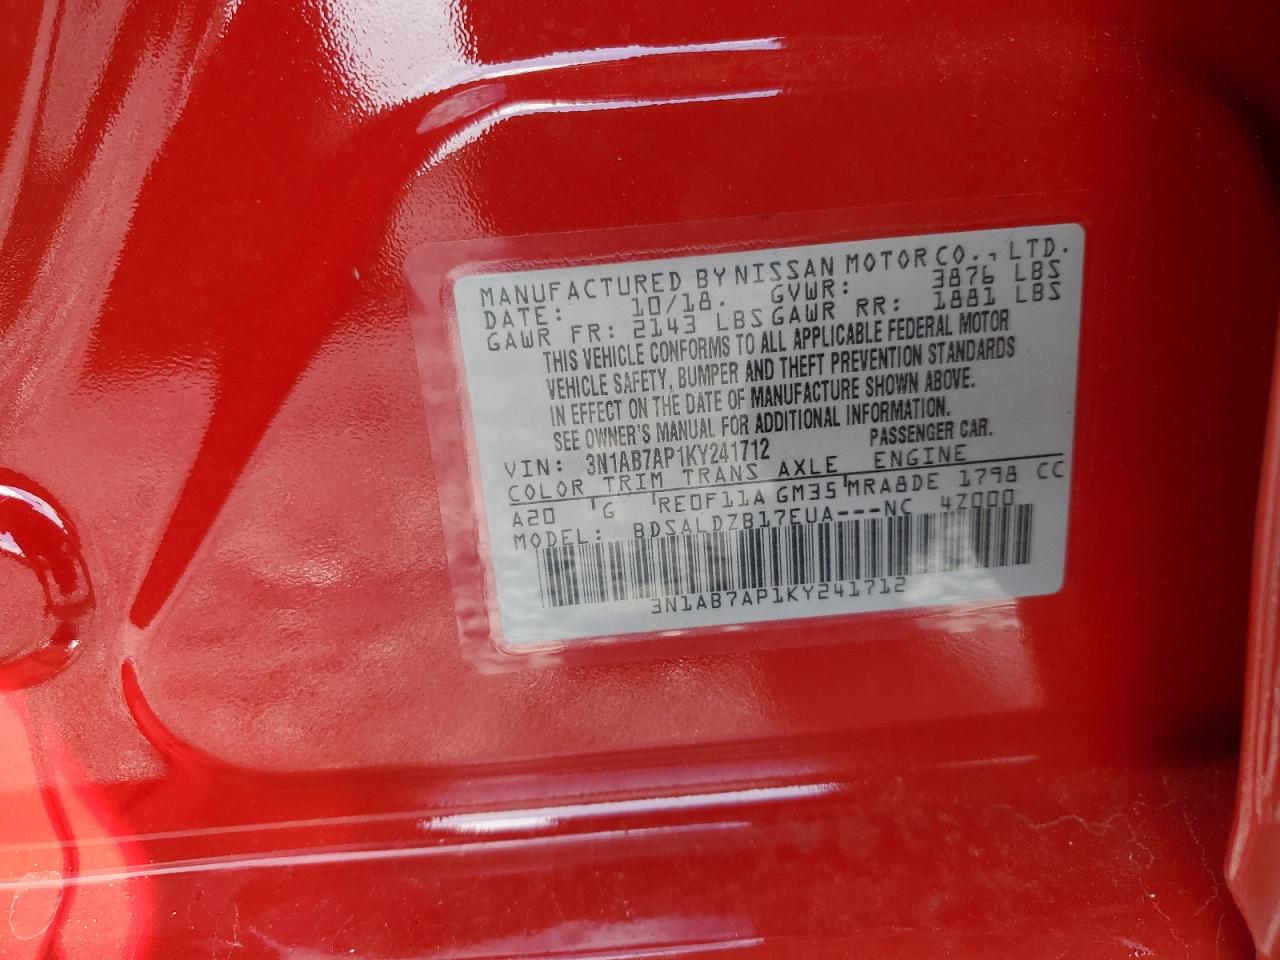 MANUFACTURED BY NISSAN MOTOR CO., LTD.
DATE: 10/18. GVWR: 3876 LBS
GAWR FR: 2143 LBS GAWR RR: 1881 LBS
THIS VEHICLE CONFORMS TO ALL APPLICABLE FEDERAL MOTOR
VEHICLE SAFETY, BUMPER AND THEFT PREVENTION STANDARDS
IN EFFECT ON THE DATE OF MANUFACTURE SHOWN ABOVE.
SEE OWNER'S MANUAL FOR ADDITIONAL INFORMATION.
VIN: 3N1AB7AP1KY241712 PASSENGER CAR.
COLOR TRIM TRANS AXLE ENGINE
A20 G RE0F11A GM35 MRA8DE 1798 CC
MODEL: BDSALDZB17EUA---NC 4Z000
3N1AB7AP1KY241712